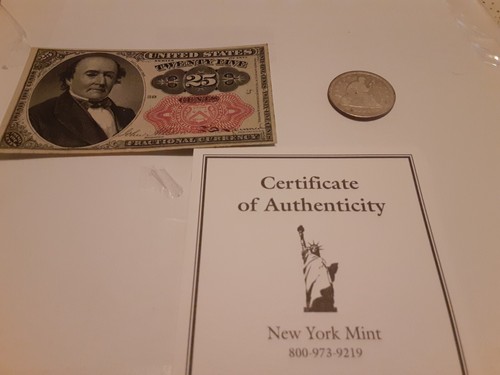 UNITED STATES
TWENTY FIVE
25
CENTS
FRACTIONAL CURRENCY
Certificate
of Authenticity
New York Mint
800-973-9219